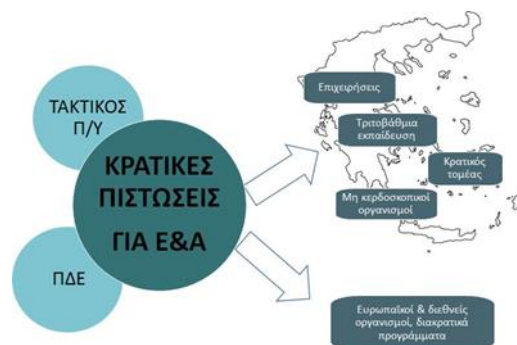 ΤΑΚΤΙΚΟΣ
Π/Υ
ΚΡΑΤΙΚΕΣ
ΠΙΣΤΩΣΕΙΣ
ΓΙΑ Ε&Α
ΠΔΕ
Επιχειρήσεις
Τριτοβάθμια
εκπαίδευση
Κρατικός
τομέας
Μη κερδοσκοπικοί
οργανισμοί
Ευρωπαϊκοί & διεθνείς
οργανισμοί, διακρατικά
προγράμματα